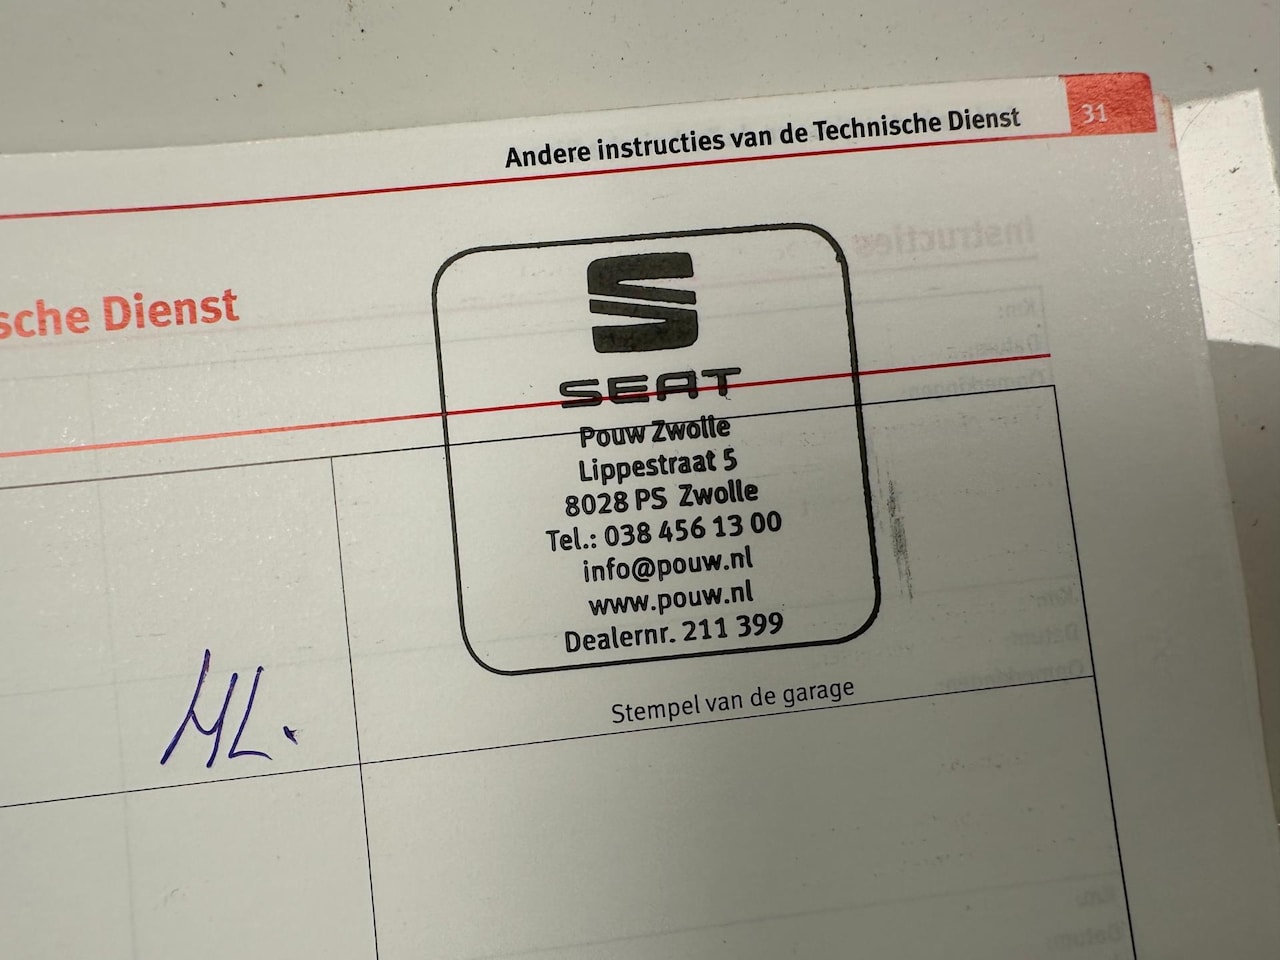 Andere instructies van de Technische Dienst 31
sche Dienst
SEAT
Pouw Zwolle
Lippestraat 5
8028 PS Zwolle
Tel.: 038 456 13 00
info@pouw.nl
www.pouw.nl
Dealernr. 211 399
Stempel van de garage
HL.